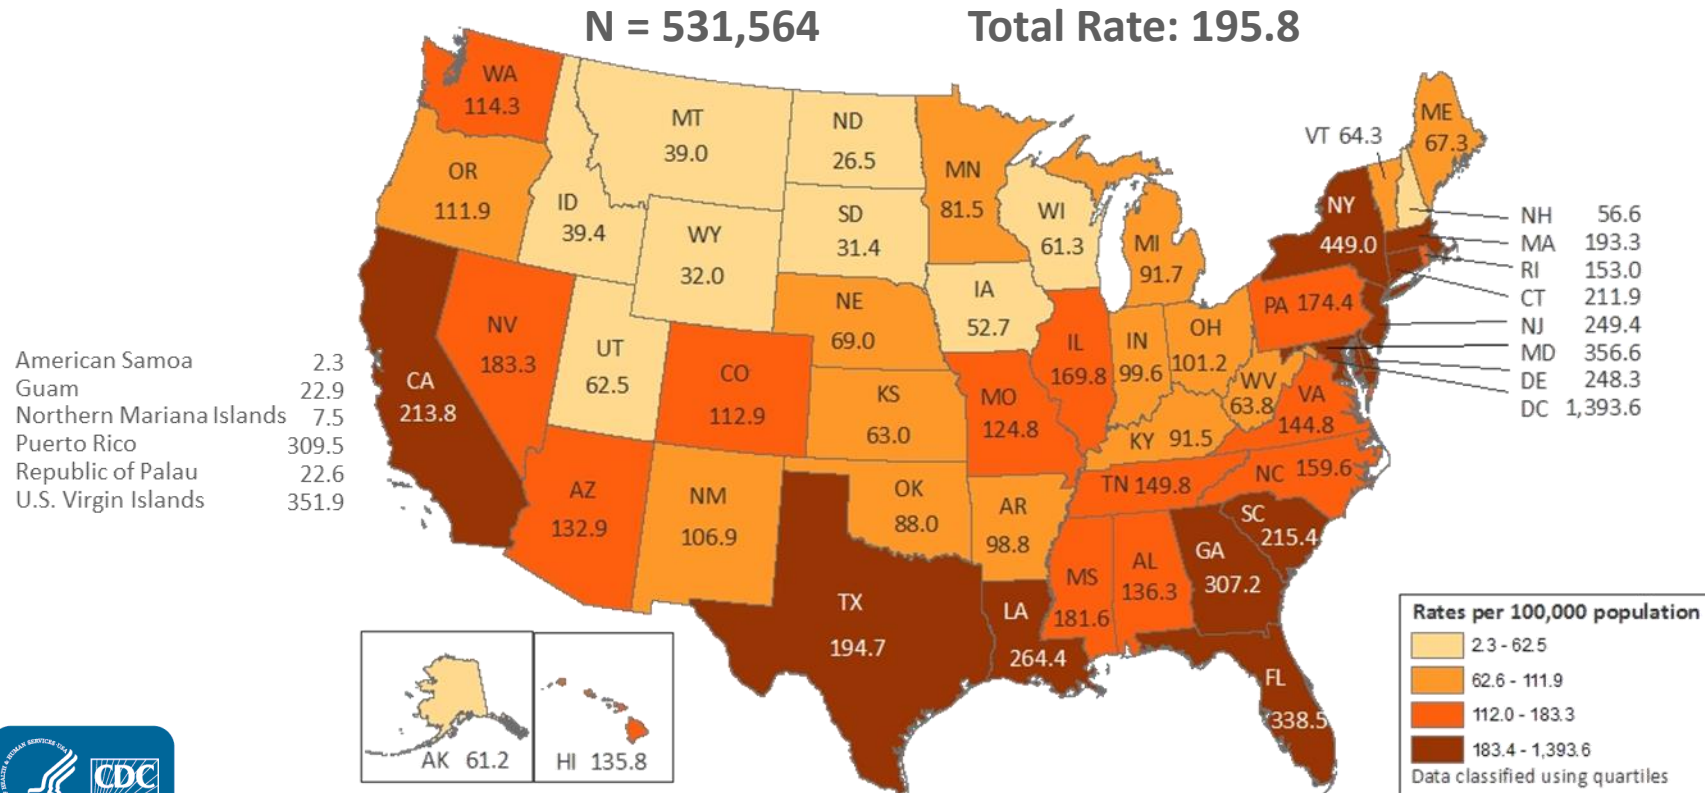 N = 531,564 Total Rate: 195.8
WA
114.3
MT
39.0
ND
26.5
MN
81.5
VT 64.3
ME
67.3
OR
111.9
ID
39.4
WY
32.0
SD
31.4
WI
61.3
MI
91.7
NY
449.0
NH 56.6
MA 193.3
RI 153.0
CT 211.9
NJ 249.4
MD 356.6
DE 248.3
DC 1,393.6
NV
183.3
UT
62.5
CO
112.9
NE
69.0
IA
52.7
IL
169.8
IN
99.6
OH
101.2
PA 174.4
American Samoa 2.3
Guam 22.9
Northern Mariana Islands 7.5
Puerto Rico 309.5
Republic of Palau 22.6
U.S. Virgin Islands 351.9
CA
213.8
KS
63.0
MO
124.8
KY 91.5
WV
63.8
VA
144.8
AZ
132.9
NM
106.9
OK
88.0
AR
98.8
TN 149.8
NC 159.6
SC
215.4
TX
194.7
LA
264.4
MS
181.6
AL
136.3
GA
307.2
FL
338.5
AK 61.2
HI 135.8
Rates per 100,000 population
2.3 - 62.5
62.6 - 111.9
112.0 - 183.3
183.4 - 1,393.6
Data classified using quartiles
CDC